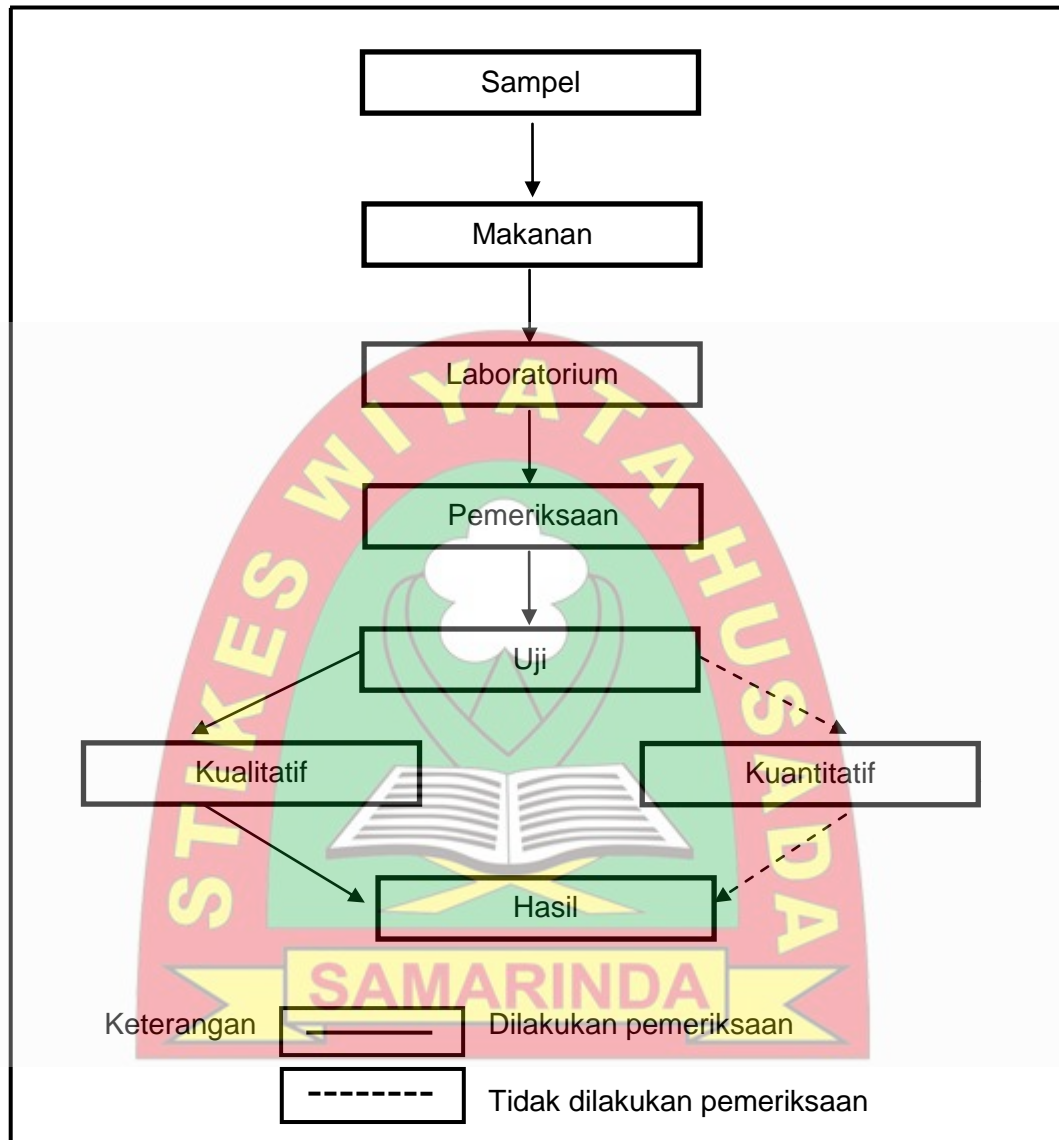 Sampel
Makanan
Laboratorium
Pemeriksaan
Uji
Kualitatif
Kuantitatif
Hasil
STIKES WIYATA HUSADA
SAMARINDA
Keterangan
Dilakukan pemeriksaan
Tidak dilakukan pemeriksaan